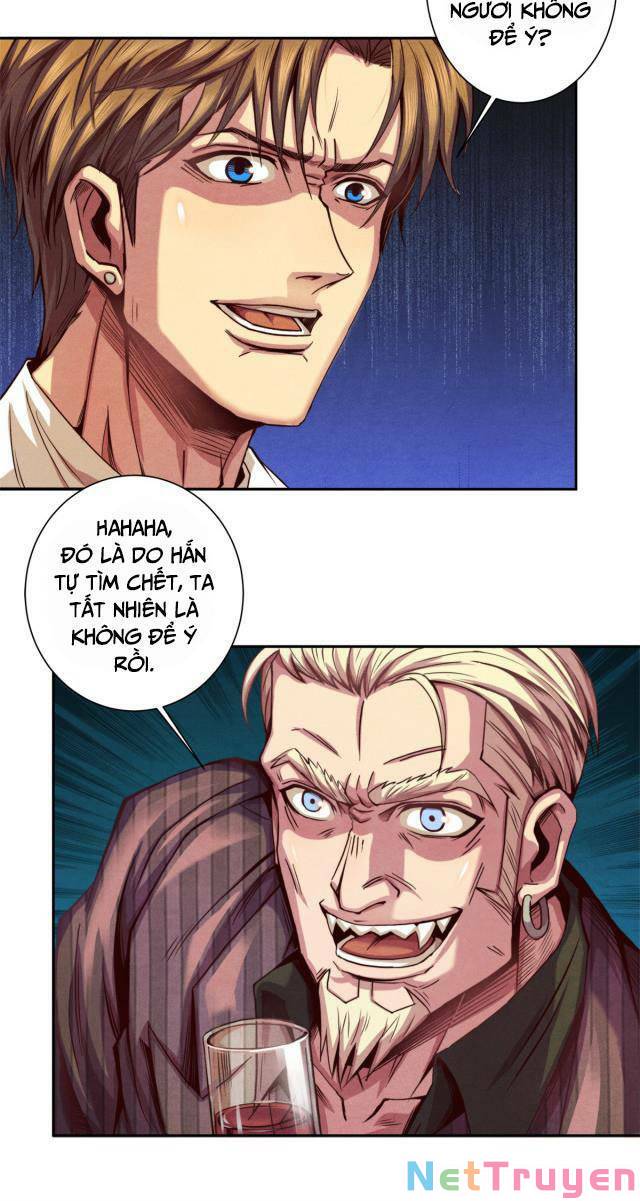 NGƯƠI KHÔNG
ĐỂ Ý?
HAHAHA,
ĐÓ LÀ DO HẮN
TỰ TÌM CHẾT, TA
TẤT NHIÊN LÀ
KHÔNG ĐỂ Ý
RỒI.
NetTruyen